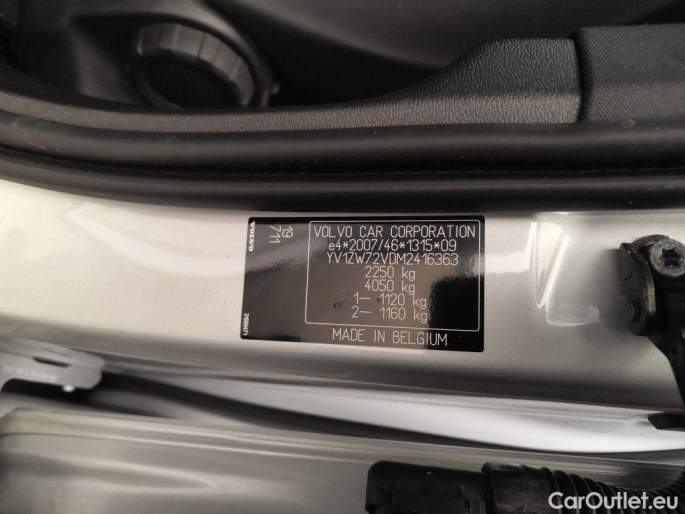 VOLVO CAR CORPORATION
e4*2007/46*1315*09
YV1ZW72VDM2416363
2250 kg
4050 kg
1– 1120 kg
2– 1160 kg
MADE IN BELGIUM
19
711
VOLVO
CarOutlet.eu